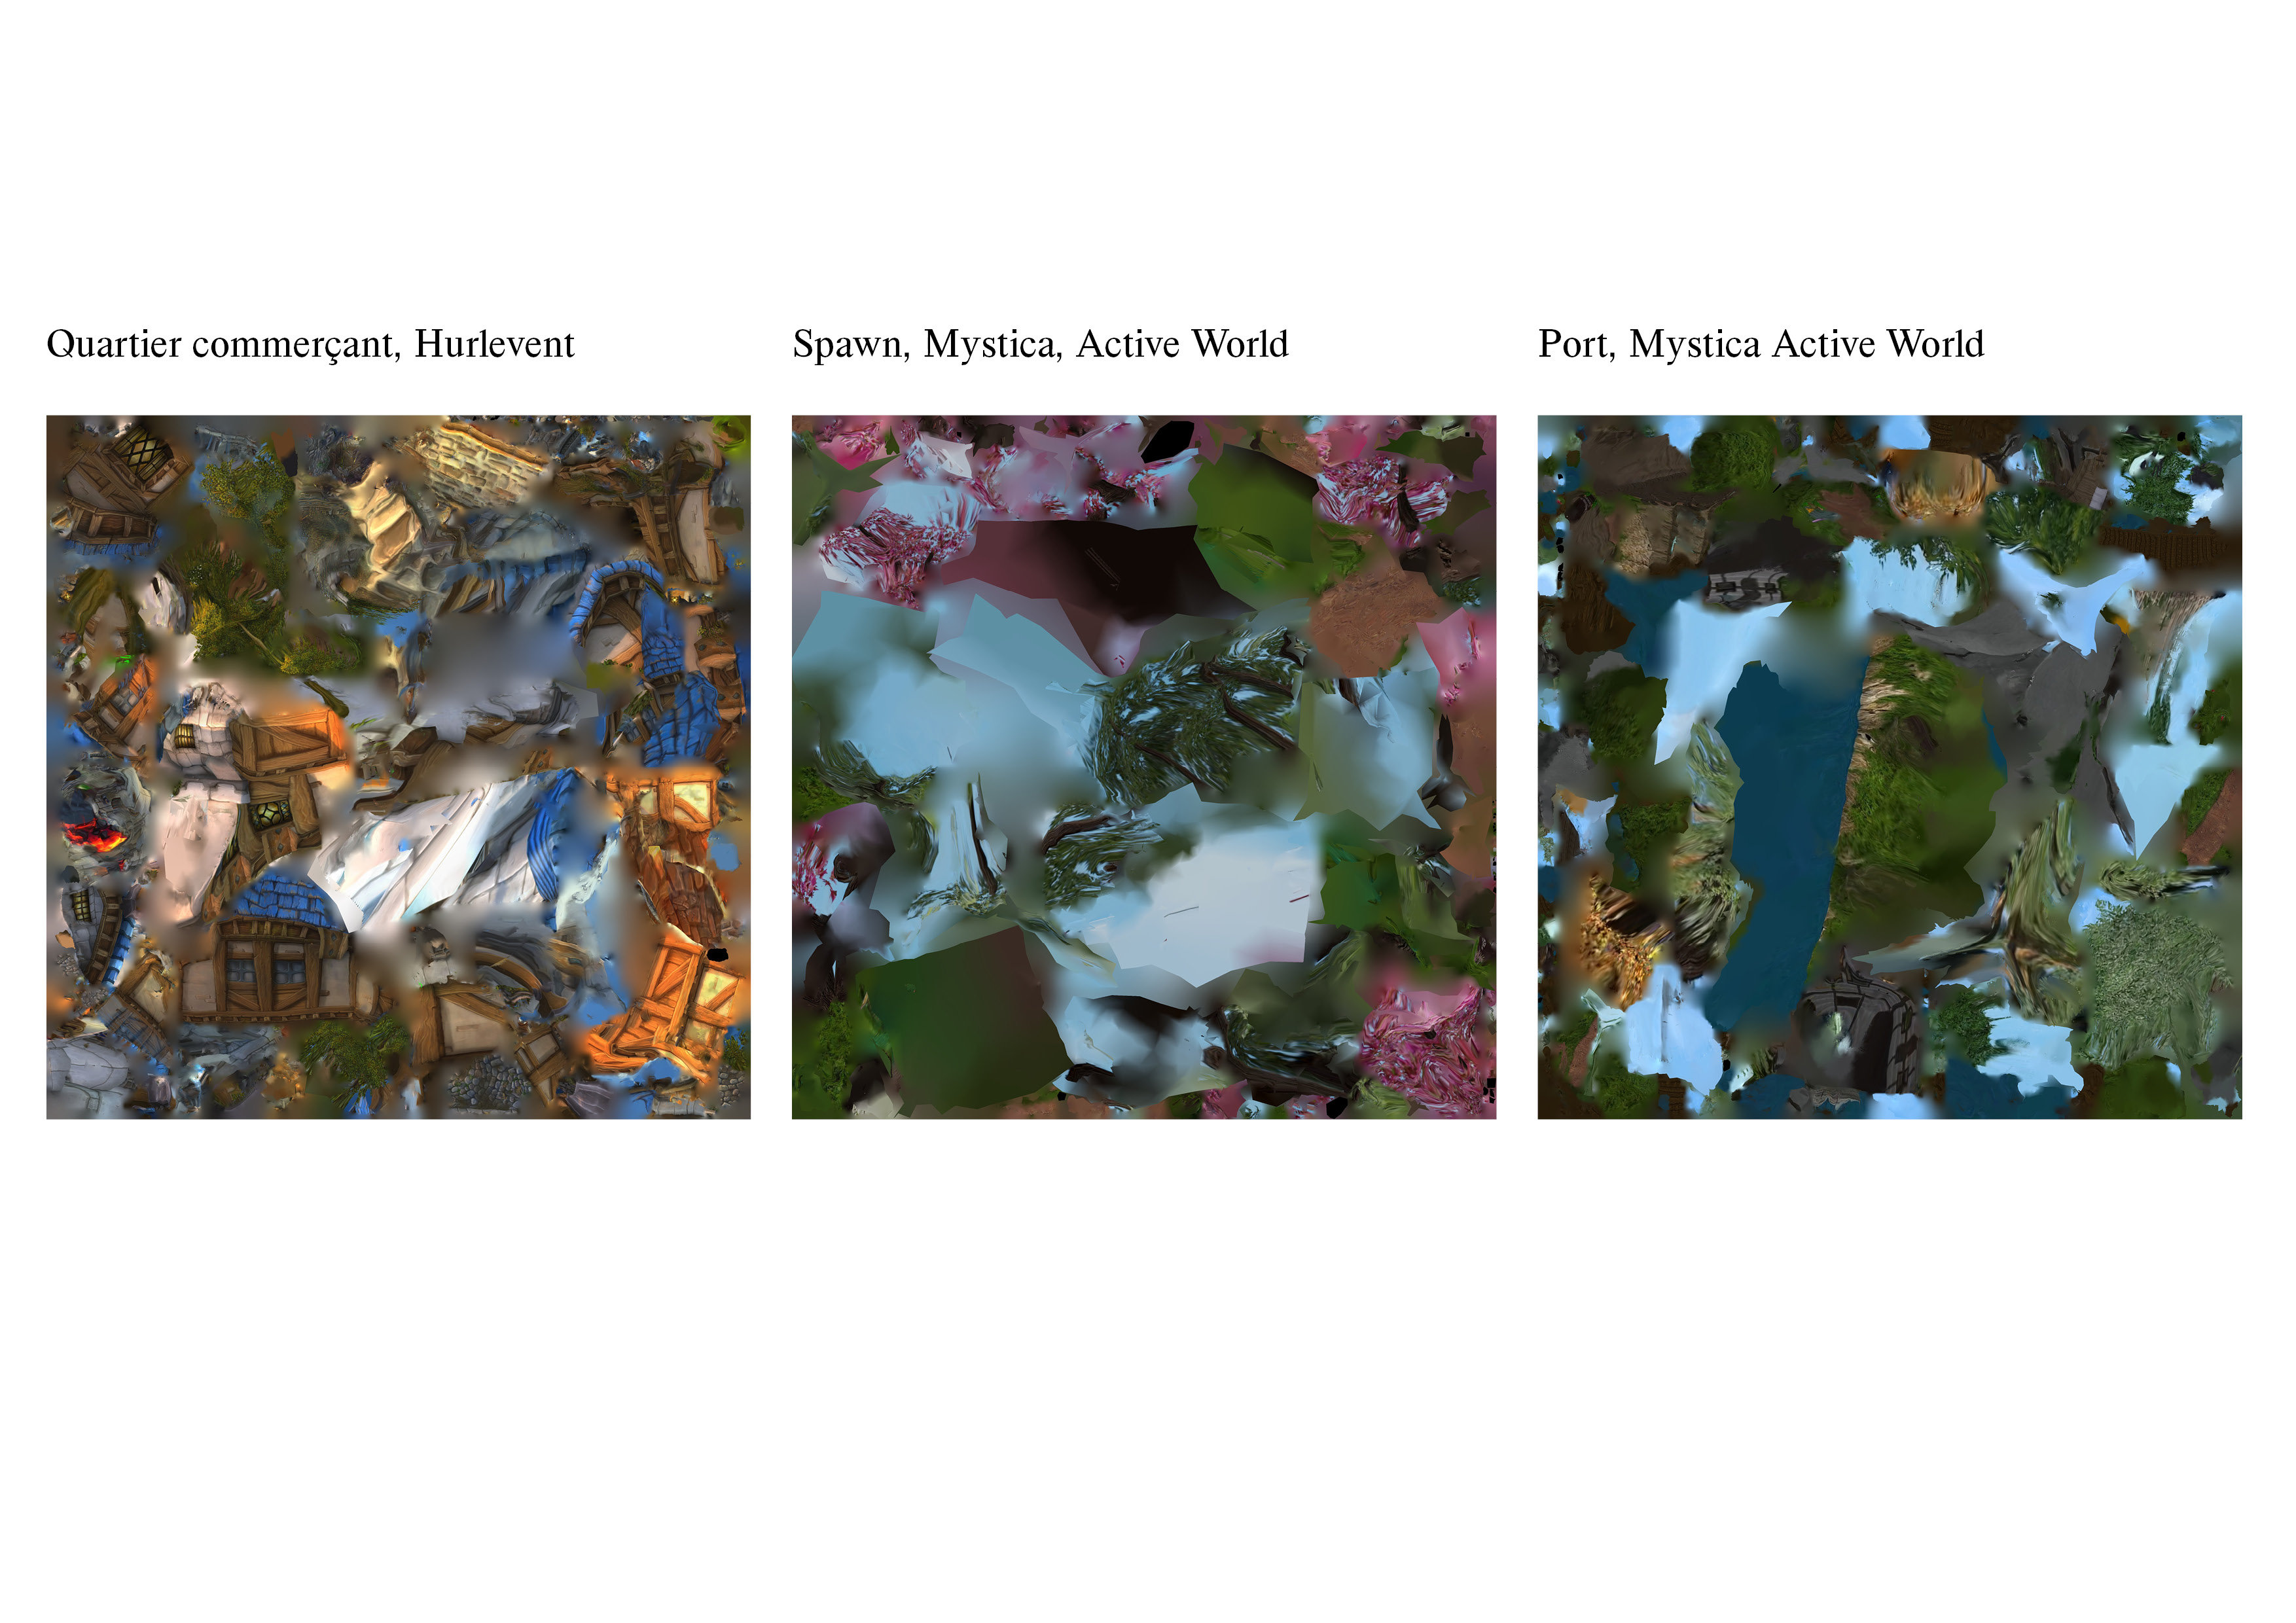 Quartier commerçant, Hurlevent
Spawn, Mystica, Active World
Port, Mystica Active World